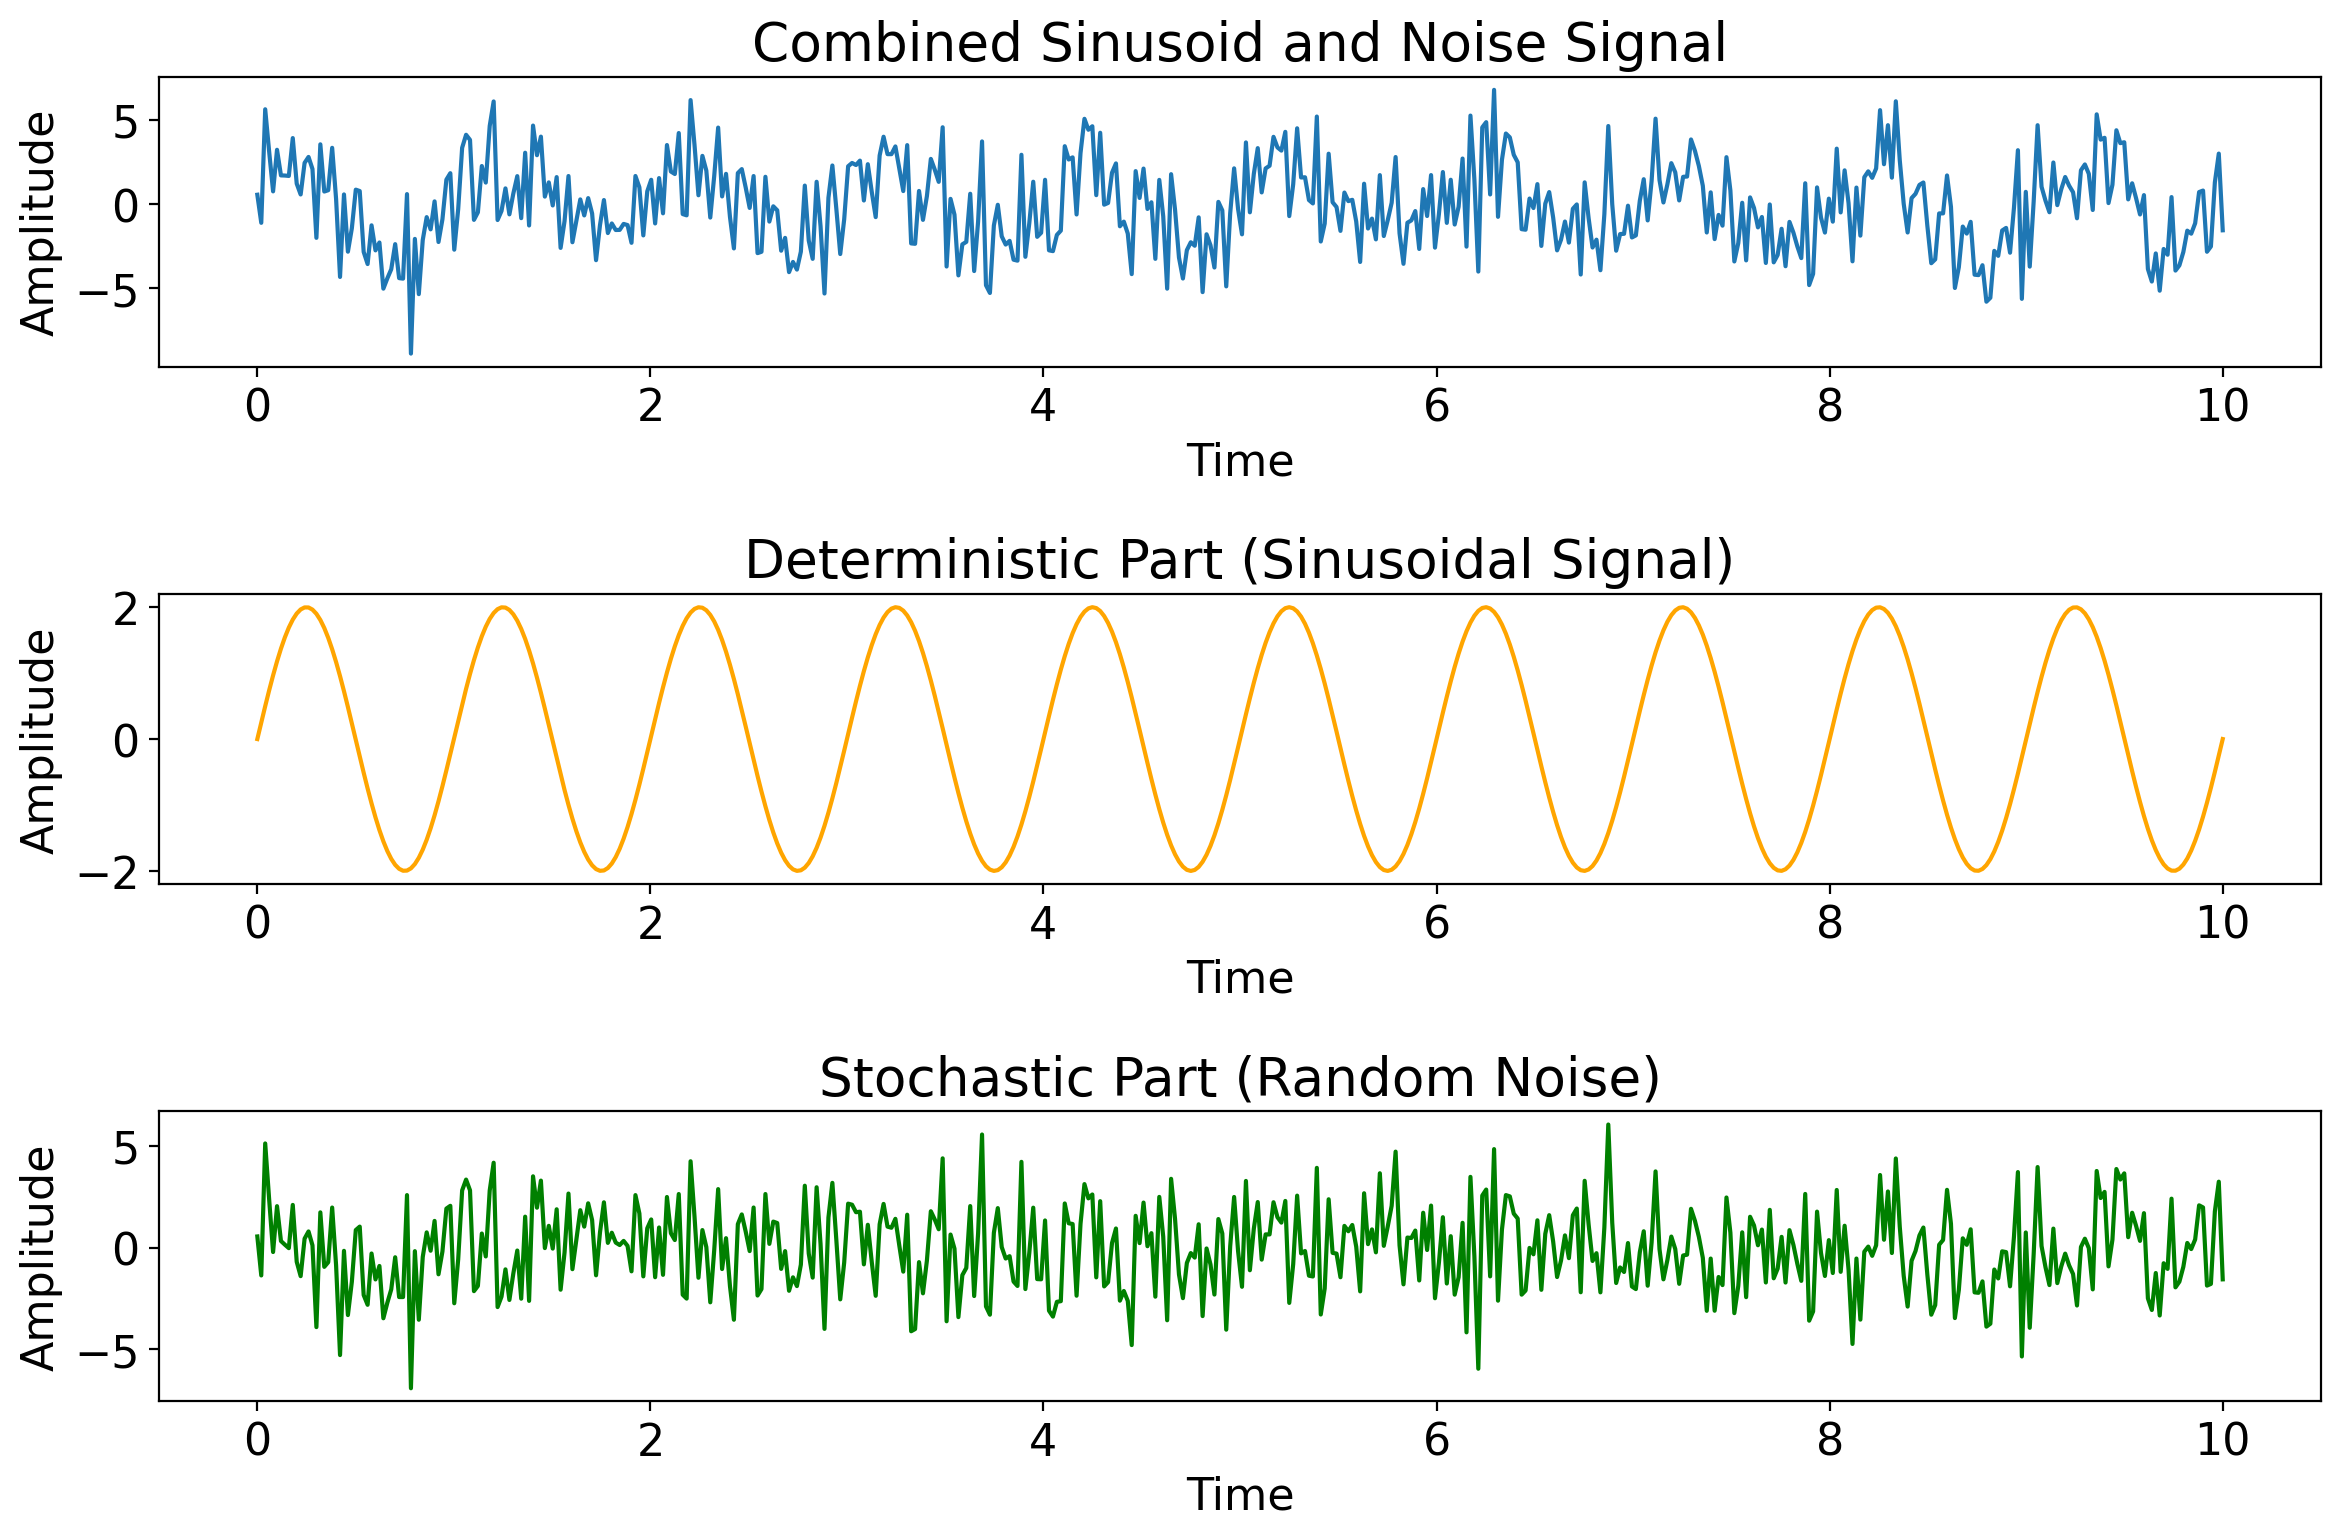 Combined Sinusoid and Noise Signal
Amplitude
5
0
−5
0 2 4 6 8 10
Time
Deterministic Part (Sinusoidal Signal)
Amplitude
2
0
−2
0 2 4 6 8 10
Time
Stochastic Part (Random Noise)
Amplitude
5
0
−5
0 2 4 6 8 10
Time